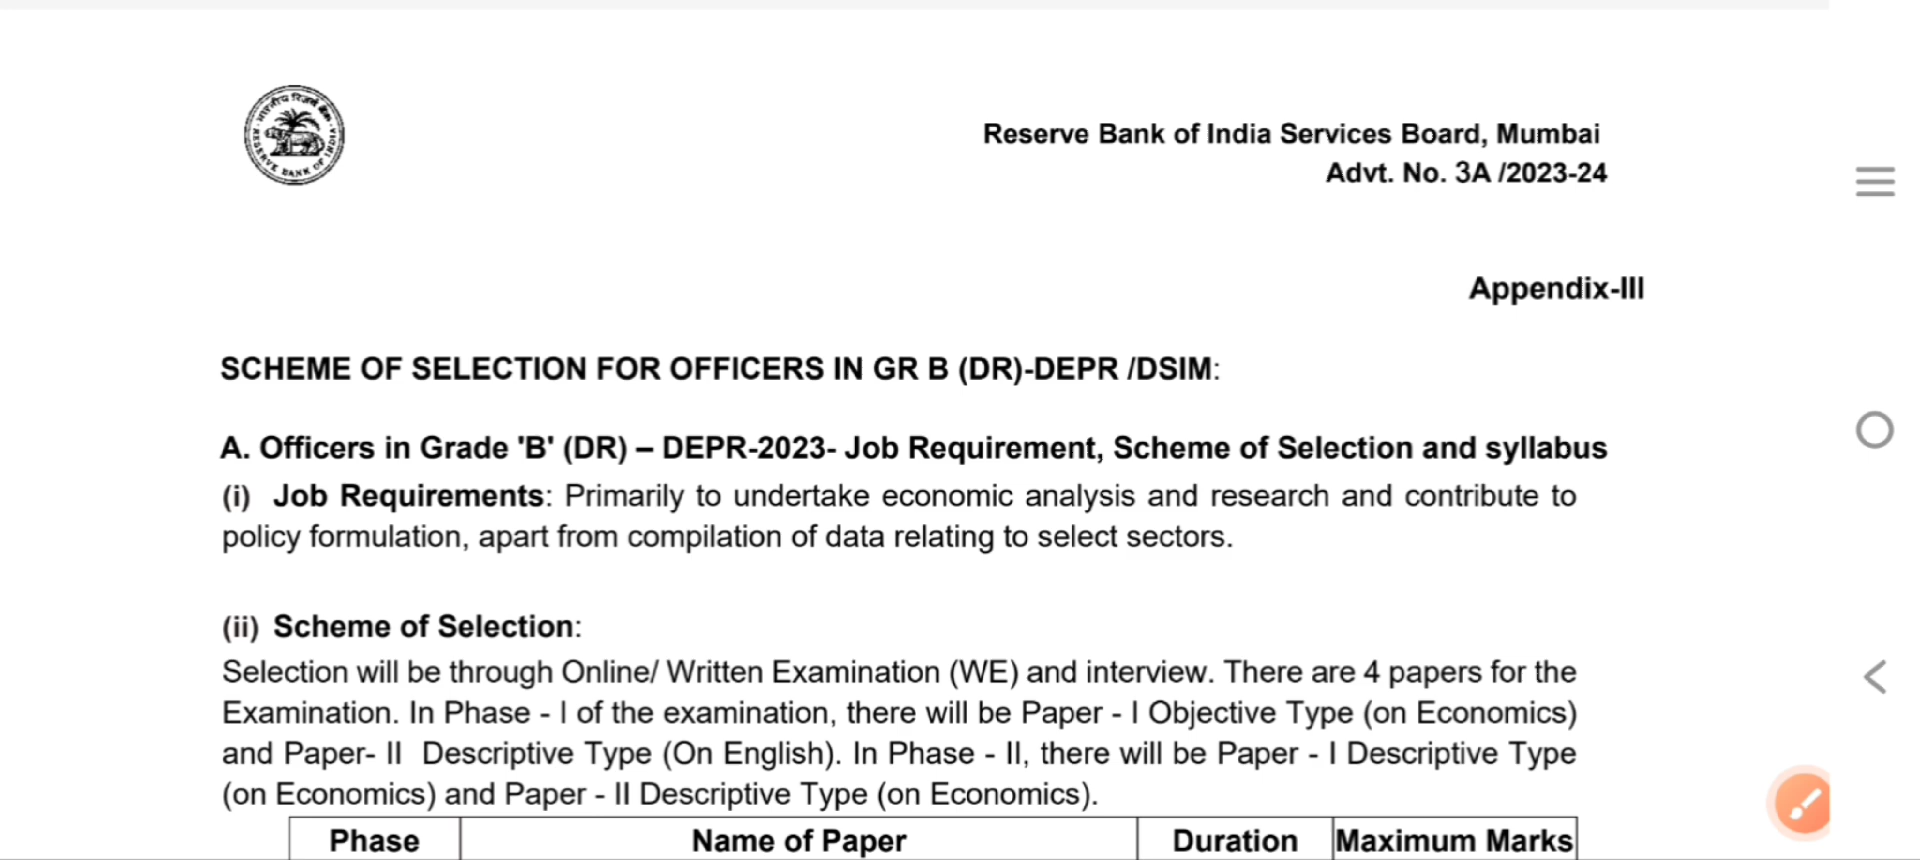 भारतीय रिज़र्व बैंक
RESERVE BANK OF INDIA
Reserve Bank of India Services Board, Mumbai
Advt. No. 3A /2023-24
Appendix-III
SCHEME OF SELECTION FOR OFFICERS IN GR B (DR)-DEPR /DSIM:
A. Officers in Grade 'B' (DR) – DEPR-2023- Job Requirement, Scheme of Selection and syllabus
(i) Job Requirements: Primarily to undertake economic analysis and research and contribute to
policy formulation, apart from compilation of data relating to select sectors.
(ii) Scheme of Selection:
Selection will be through Online/ Written Examination (WE) and interview. There are 4 papers for the
Examination. In Phase - I of the examination, there will be Paper - I Objective Type (on Economics)
and Paper- II Descriptive Type (On English). In Phase - II, there will be Paper - I Descriptive Type
(on Economics) and Paper - II Descriptive Type (on Economics).
Phase Name of Paper Duration Maximum Marks